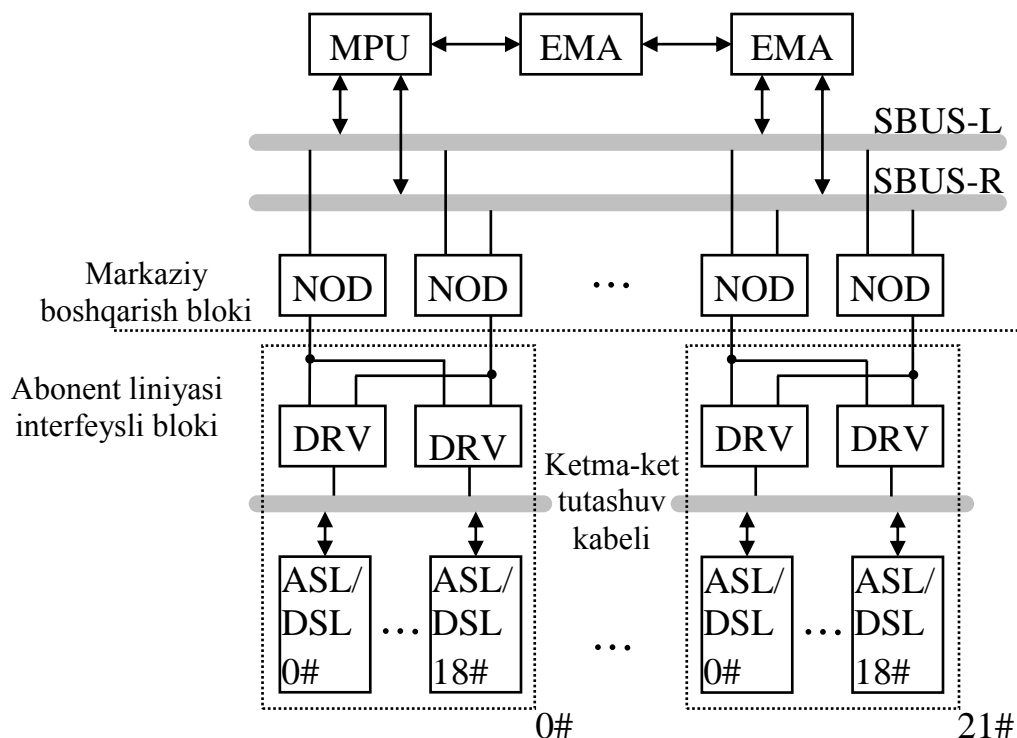 MPU
EMA
EMA
SBUS-L
SBUS-R
Markaziy
boshqarish bloki
NOD
NOD
...
NOD
NOD
Abonent liniyasi
interfeysli bloki
DRV
DRV
DRV
DRV
Ketma-ket
tutashuv
kabeli
ASL/
DSL
0#
...
ASL/
DSL
18#
...
ASL/
DSL
0#
...
ASL/
DSL
18#
0#
21#